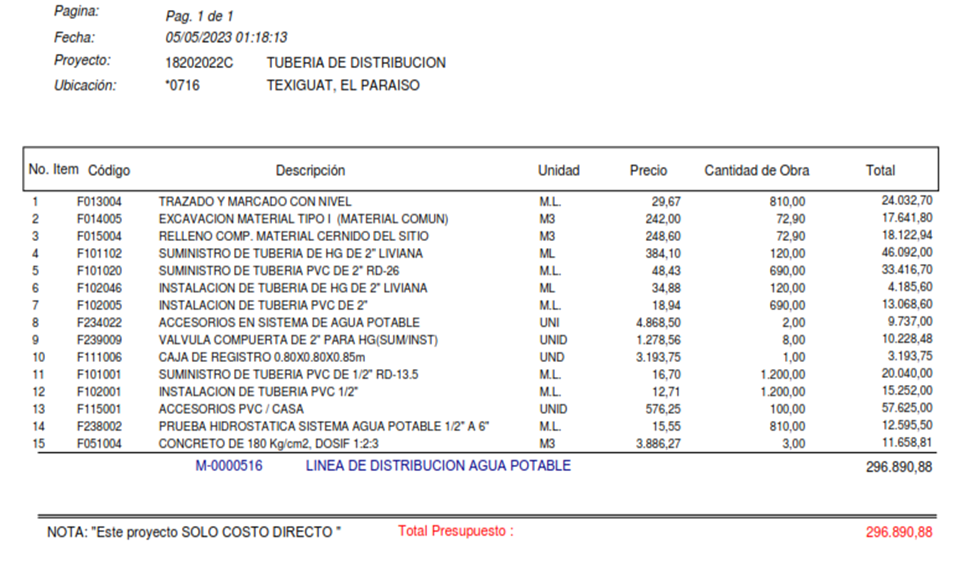 Pagina: Pag. 1 de 1
Fecha: 05/05/2023 01:18:13
Proyecto: 18202022C TUBERIA DE DISTRIBUCION
Ubicación: *0716 TEXIGUAT, EL PARAISO
No. Item Código Descripción Unidad Precio Cantidad de Obra Total
1 F013004 TRAZADO Y MARCADO CON NIVEL M.L. 29,67 810,00 24.032,70
2 F014005 EXCAVACION MATERIAL TIPO I (MATERIAL COMUN) M3 242,00 72,90 17.641,80
3 F015004 RELLENO COMP. MATERIAL CERNIDO DEL SITIO M3 248,60 72,90 18.122,94
4 F101102 SUMINISTRO DE TUBERIA DE HG DE 2" LIVIANA ML 384,10 120,00 46.092,00
5 F101020 SUMINISTRO DE TUBERIA PVC DE 2" RD-26 M.L. 48,43 690,00 33.416,70
6 F102046 INSTALACION DE TUBERIA DE HG DE 2" LIVIANA ML 34,88 120,00 4.185,60
7 F102005 INSTALACION DE TUBERIA PVC DE 2" M.L. 18,94 690,00 13.068,60
8 F234022 ACCESORIOS EN SISTEMA DE AGUA POTABLE UNI 4.868,50 2,00 9.737,00
9 F239009 VALVULA COMPUERTA DE 2" PARA HG(SUM/INST) UNID 1.278,56 8,00 10.228,48
10 F111006 CAJA DE REGISTRO 0.80X0.80X0.85m UND 3.193,75 1,00 3.193,75
11 F101001 SUMINISTRO DE TUBERIA PVC DE 1/2" RD-13.5 M.L. 16,70 1.200,00 20.040,00
12 F102001 INSTALACION DE TUBERIA PVC 1/2" M.L. 12,71 1.200,00 15.252,00
13 F115001 ACCESORIOS PVC / CASA UNID 576,25 100,00 57.625,00
14 F238002 PRUEBA HIDROSTATICA SISTEMA AGUA POTABLE 1/2" A 6" M.L. 15,55 810,00 12.595,50
15 F051004 CONCRETO DE 180 Kg/cm2, DOSIF 1:2:3 M3 3.886,27 3,00 11.658,81
M-0000516 LINEA DE DISTRIBUCION AGUA POTABLE 296.890,88
NOTA: "Este proyecto SOLO COSTO DIRECTO " Total Presupuesto : 296.890,88